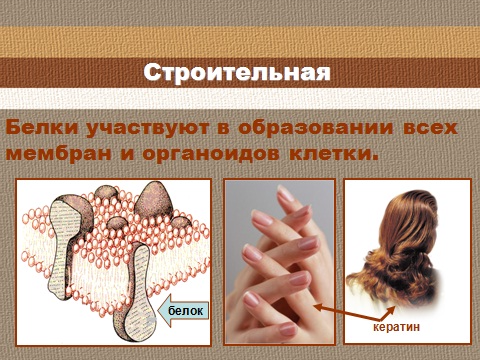 Строительная
Белки участвуют в образовании всех
мембран и органоидов клетки.
белок
кератин